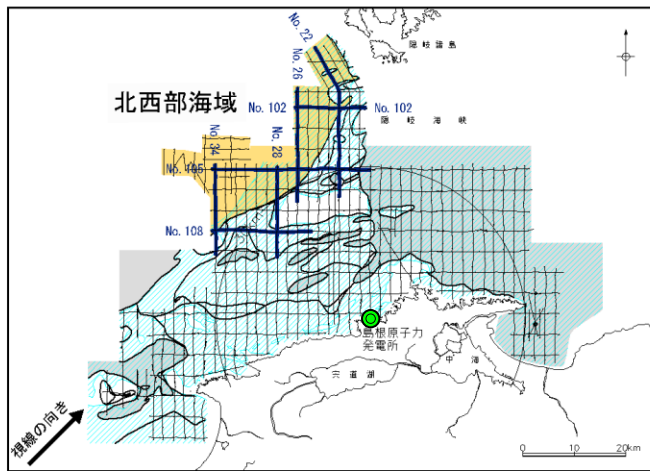 No. 22
No. 26
隠岐諸島
北西部海域
No. 102
No. 102
隠岐海峡
No. 34
No. 28
No. 105
No. 108
島根原子力
発電所
中海
宍道湖
視線の向き
0 10 20km